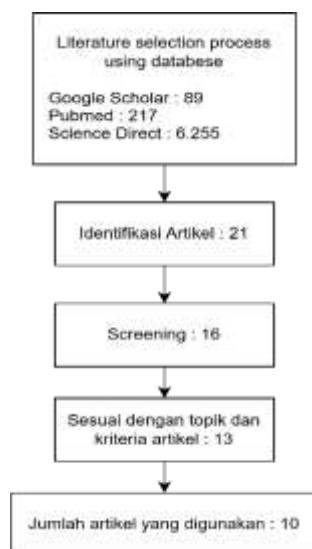 Literature selection process
using databese
Google Scholar : 89
Pubmed : 217
Science Direct : 6.255
Identifikasi Artikel : 21
Screening : 16
Sesuai dengan topik dan
kriteria artikel : 13
Jumlah artikel yang digunakan : 10